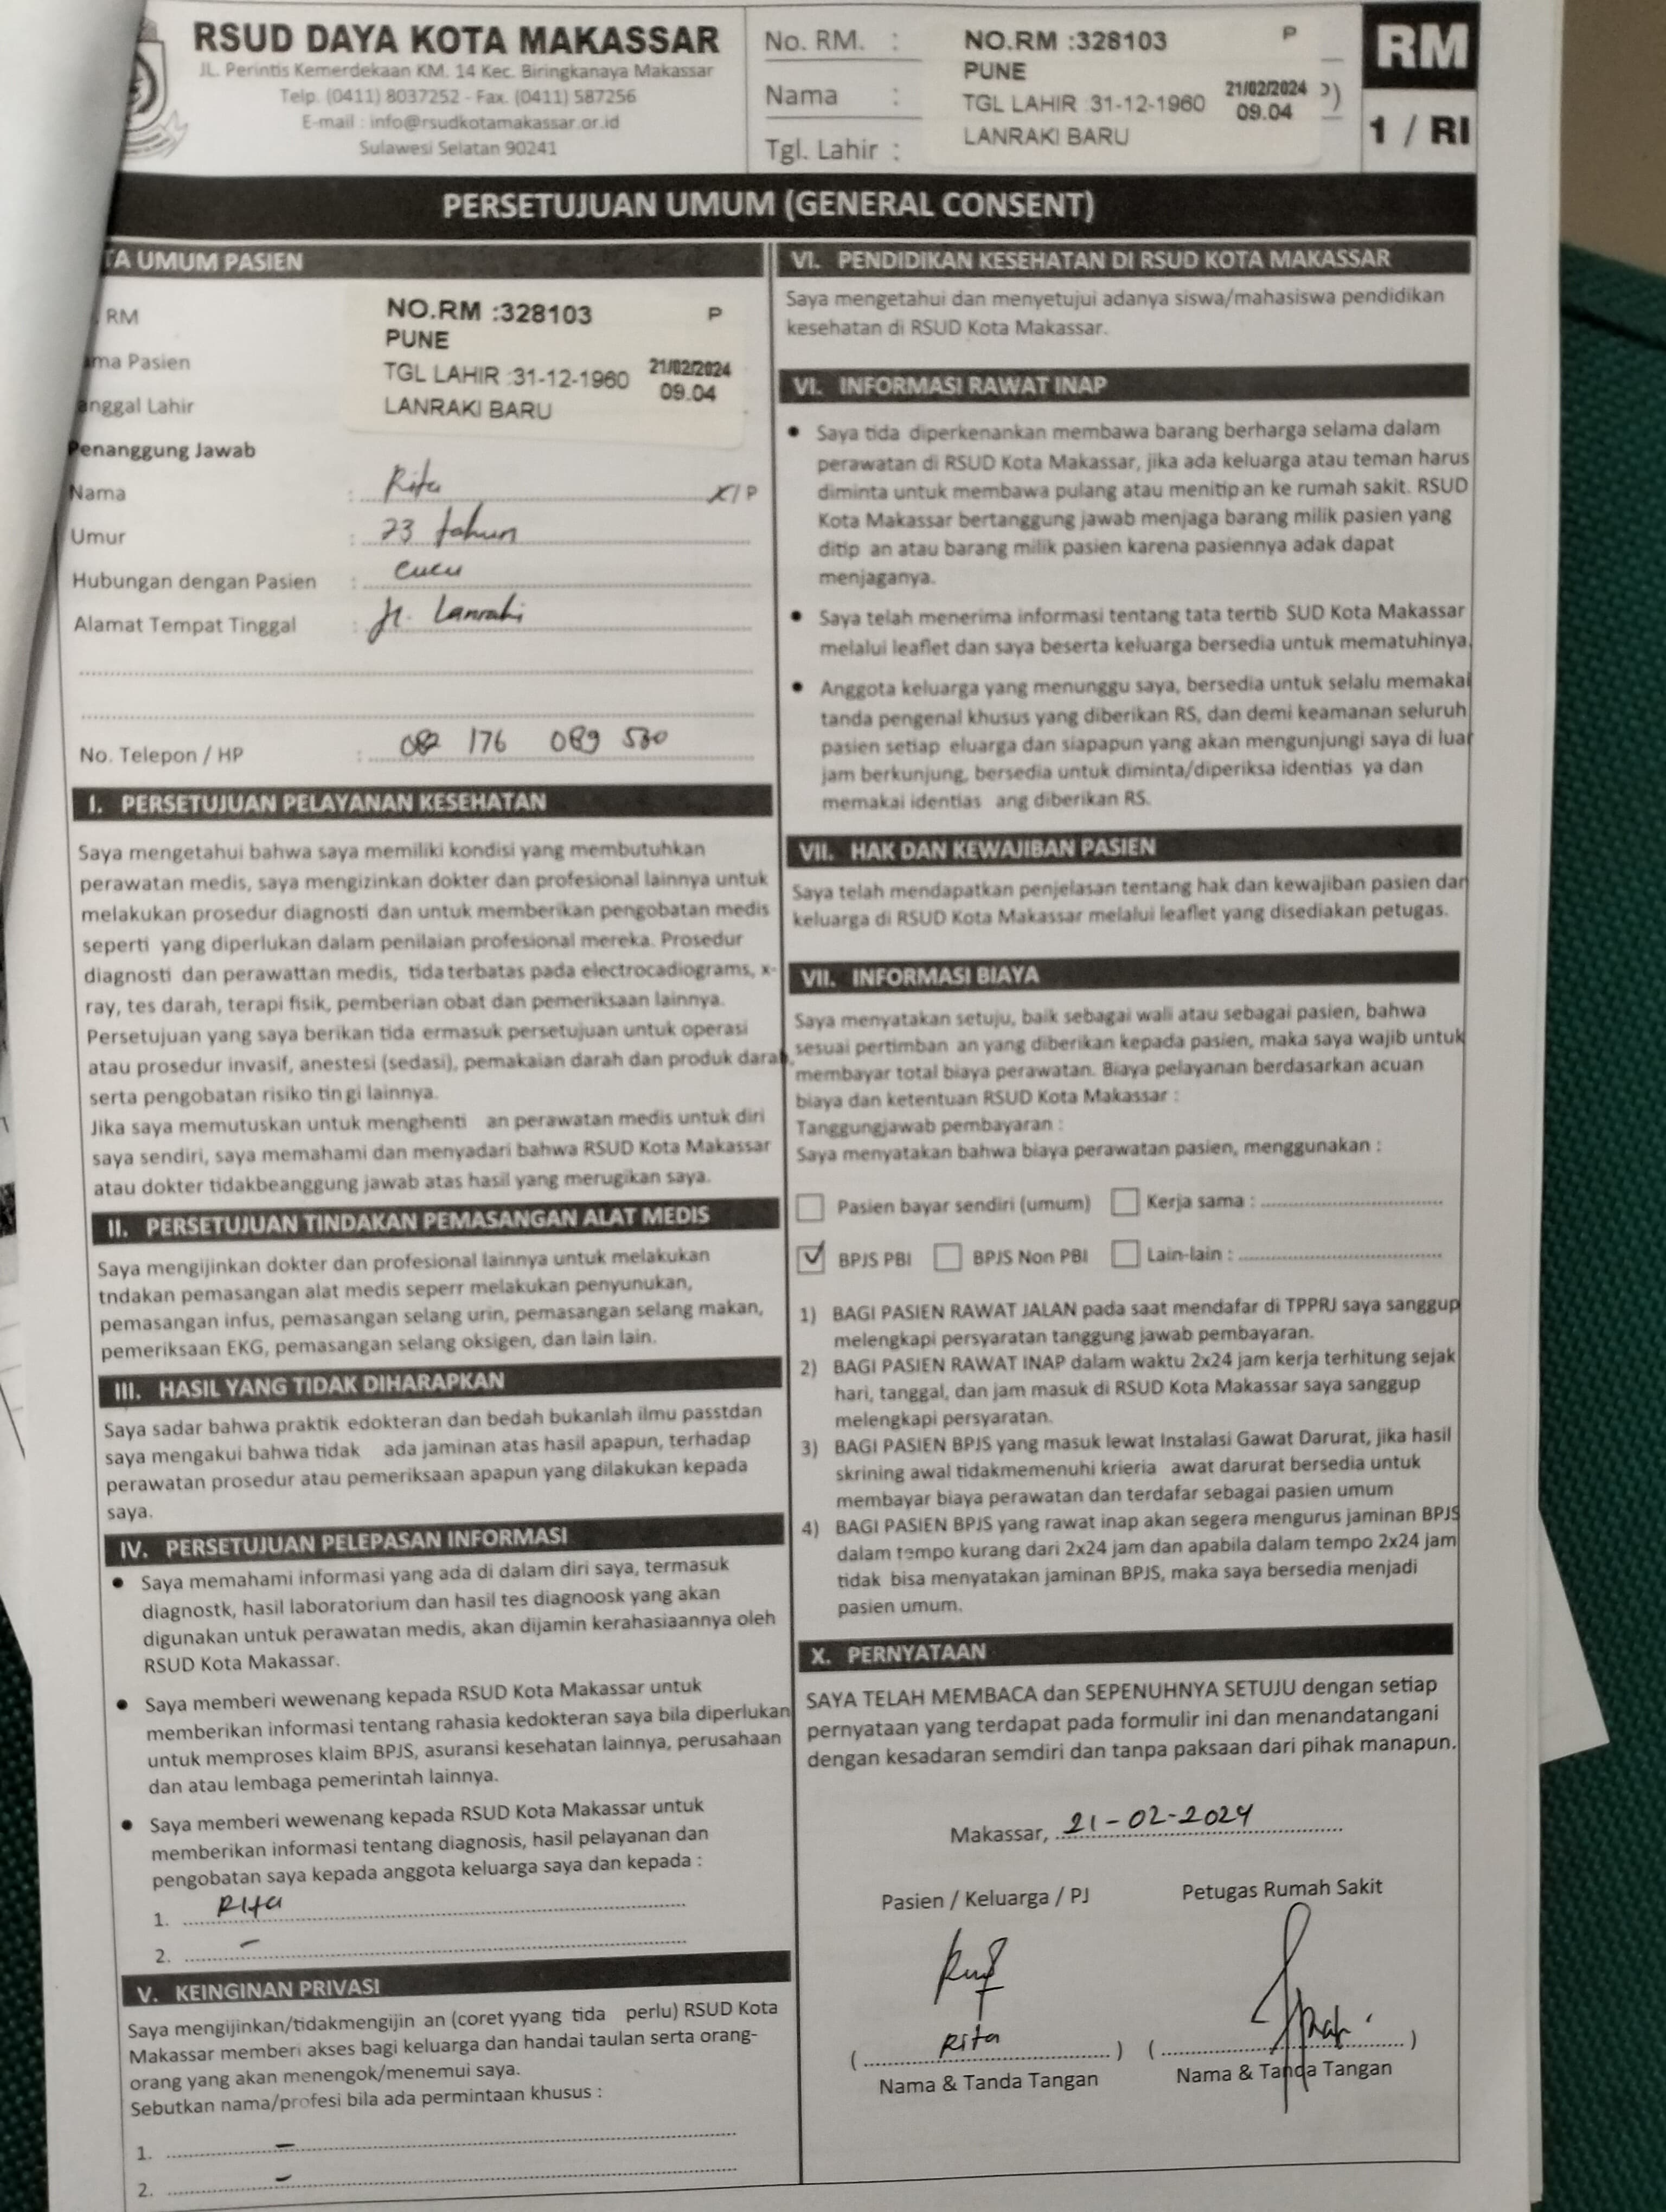 RSUD DAYA KOTA MAKASSAR
JL. Perintis Kemerdekaan KM. 14 Kec. Biringkanaya Makassar
Telp. (0411) 8037252 - Fax. (0411) 587256
E-mail : info@rsudkotamakassar.or.id
Sulawesi Selatan 90241
No. RM. :
Nama :
Tgl. Lahir :
NO.RM :328103 P
PUNE
TGL LAHIR :31-12-1960 21/02/2024
09.04
LANRAKI BARU
RM
1 / RI
PERSETUJUAN UMUM (GENERAL CONSENT)
TA UMUM PASIEN
RM
ma Pasien
anggal Lahir
NO.RM :328103 P
PUNE
TGL LAHIR :31-12-1960 21/02/2024
09.04
LANRAKI BARU
Penanggung Jawab
Nama : Rita L/P
Umur : 23 tahun
Hubungan dengan Pasien : cucu
Alamat Tempat Tinggal : Jl. Lanraki
No. Telepon / HP : 082 176 089 530
I. PERSETUJUAN PELAYANAN KESEHATAN
Saya mengetahui bahwa saya memiliki kondisi yang membutuhkan
perawatan medis, saya mengizinkan dokter dan profesional lainnya untuk
melakukan prosedur diagnosti dan untuk memberikan pengobatan medis
seperti yang diperlukan dalam penilaian profesional mereka. Prosedur
diagnosti dan perawattan medis, tida terbatas pada electrocadiograms, x-
ray, tes darah, terapi fisik, pemberian obat dan pemeriksaan lainnya.
Persetujuan yang saya berikan tida ermasuk persetujuan untuk operasi
atau prosedur invasif, anestesi (sedasi), pemakaian darah dan produk darah,
serta pengobatan risiko tin gi lainnya.
Jika saya memutuskan untuk menghenti an perawatan medis untuk diri
saya sendiri, saya memahami dan menyadari bahwa RSUD Kota Makassar
atau dokter tidakbeanggung jawab atas hasil yang merugikan saya.
II. PERSETUJUAN TINDAKAN PEMASANGAN ALAT MEDIS
Saya mengijinkan dokter dan profesional lainnya untuk melakukan
tndakan pemasangan alat medis seperr melakukan penyunukan,
pemasangan infus, pemasangan selang urin, pemasangan selang makan,
pemeriksaan EKG, pemasangan selang oksigen, dan lain lain.
III. HASIL YANG TIDAK DIHARAPKAN
Saya sadar bahwa praktik edokteran dan bedah bukanlah ilmu passtdan
saya mengakui bahwa tidak ada jaminan atas hasil apapun, terhadap
perawatan prosedur atau pemeriksaan apapun yang dilakukan kepada
saya.
IV. PERSETUJUAN PELEPASAN INFORMASI
• Saya memahami informasi yang ada di dalam diri saya, termasuk
diagnostk, hasil laboratorium dan hasil tes diagnoosk yang akan
digunakan untuk perawatan medis, akan dijamin kerahasiaannya oleh
RSUD Kota Makassar.
• Saya memberi wewenang kepada RSUD Kota Makassar untuk
memberikan informasi tentang rahasia kedokteran saya bila diperlukan
untuk memproses klaim BPJS, asuransi kesehatan lainnya, perusahaan
dan atau lembaga pemerintah lainnya.
• Saya memberi wewenang kepada RSUD Kota Makassar untuk
memberikan informasi tentang diagnosis, hasil pelayanan dan
pengobatan saya kepada anggota keluarga saya dan kepada :
1. Rita
2. -
V. KEINGINAN PRIVASI
Saya mengijinkan/tidakmengijin an (coret yyang tida perlu) RSUD Kota
Makassar memberi akses bagi keluarga dan handai taulan serta orang-
orang yang akan menengok/menemui saya.
Sebutkan nama/profesi bila ada permintaan khusus :
1. -
2. -
VI. PENDIDIKAN KESEHATAN DI RSUD KOTA MAKASSAR
Saya mengetahui dan menyetujui adanya siswa/mahasiswa pendidikan
kesehatan di RSUD Kota Makassar.
VI. INFORMASI RAWAT INAP
• Saya tida diperkenankan membawa barang berharga selama dalam
perawatan di RSUD Kota Makassar, jika ada keluarga atau teman harus
diminta untuk membawa pulang atau menitip an ke rumah sakit. RSUD
Kota Makassar bertanggung jawab menjaga barang milik pasien yang
ditip an atau barang milik pasien karena pasiennya adak dapat
menjaganya.
• Saya telah menerima informasi tentang tata tertib SUD Kota Makassar
melalui leaflet dan saya beserta keluarga bersedia untuk mematuhinya.
• Anggota keluarga yang menunggu saya, bersedia untuk selalu memakai
tanda pengenal khusus yang diberikan RS, dan demi keamanan seluruh
pasien setiap eluarga dan siapapun yang akan mengunjungi saya di luar
jam berkunjung, bersedia untuk diminta/diperiksa identias ya dan
memakai identias ang diberikan RS.
VII. HAK DAN KEWAJIBAN PASIEN
Saya telah mendapatkan penjelasan tentang hak dan kewajiban pasien dan
keluarga di RSUD Kota Makassar melalui leaflet yang disediakan petugas.
VII. INFORMASI BIAYA
Saya menyatakan setuju, baik sebagai wali atau sebagai pasien, bahwa
sesuai pertimban an yang diberikan kepada pasien, maka saya wajib untuk
membayar total biaya perawatan. Biaya pelayanan berdasarkan acuan
biaya dan ketentuan RSUD Kota Makassar :
Tanggungjawab pembayaran :
Saya menyatakan bahwa biaya perawatan pasien, menggunakan :
Pasien bayar sendiri (umum) Kerja sama :
✓ BPJS PBI BPJS Non PBI Lain-lain :
1) BAGI PASIEN RAWAT JALAN pada saat mendafar di TPPRJ saya sanggup
melengkapi persyaratan tanggung jawab pembayaran.
2) BAGI PASIEN RAWAT INAP dalam waktu 2x24 jam kerja terhitung sejak
hari, tanggal, dan jam masuk di RSUD Kota Makassar saya sanggup
melengkapi persyaratan.
3) BAGI PASIEN BPJS yang masuk lewat Instalasi Gawat Darurat, jika hasil
skrining awal tidakmemenuhi krieria awat darurat bersedia untuk
membayar biaya perawatan dan terdafar sebagai pasien umum
4) BAGI PASIEN BPJS yang rawat inap akan segera mengurus jaminan BPJS
dalam tempo kurang dari 2x24 jam dan apabila dalam tempo 2x24 jam
tidak bisa menyatakan jaminan BPJS, maka saya bersedia menjadi
pasien umum.
X. PERNYATAAN
SAYA TELAH MEMBACA dan SEPENUHNYA SETUJU dengan setiap
pernyataan yang terdapat pada formulir ini dan menandatangani
dengan kesadaran semdiri dan tanpa paksaan dari pihak manapun.
Makassar, 21-02-2024
Pasien / Keluarga / PJ Petugas Rumah Sakit
( Rita ) ( )
Nama & Tanda Tangan Nama & Tanda Tangan